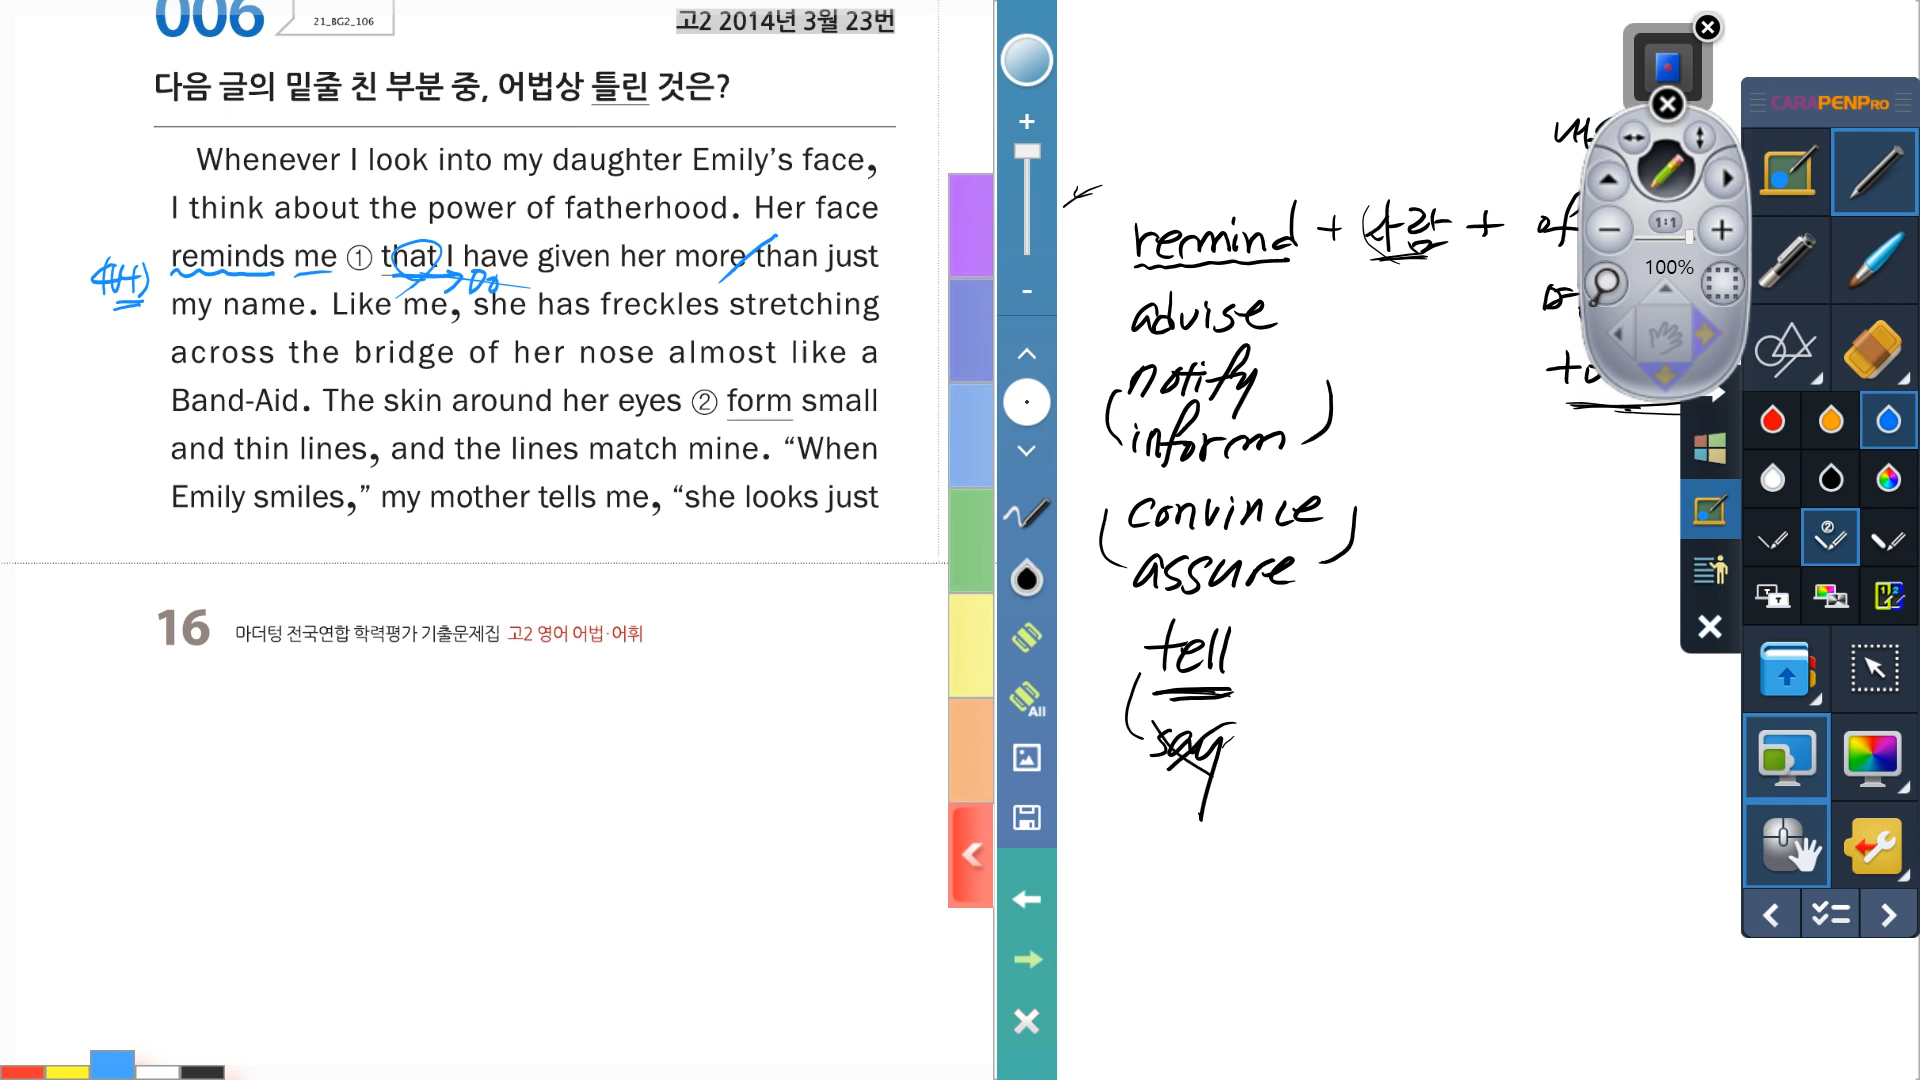 006
21_BG2_106
고2 2014년 3월 23번
다음 글의 밑줄 친 부분 중, 어법상 틀린 것은?
Whenever I look into my daughter Emily’s face,
I think about the power of fatherhood. Her face
reminds me ① that I have given her more than just
my name. Like me, she has freckles stretching
across the bridge of her nose almost like a
Band-Aid. The skin around her eyes ② form small
and thin lines, and the lines match mine. “When
Emily smiles,” my mother tells me, “she looks just
16 마더텅 전국연합 학력평가 기출문제집 고2 영어 어법·어휘
All
remind + 사람 + of
advise
notify
inform
convince
assure
tell
say
1:1
100%
CARAPENPRO